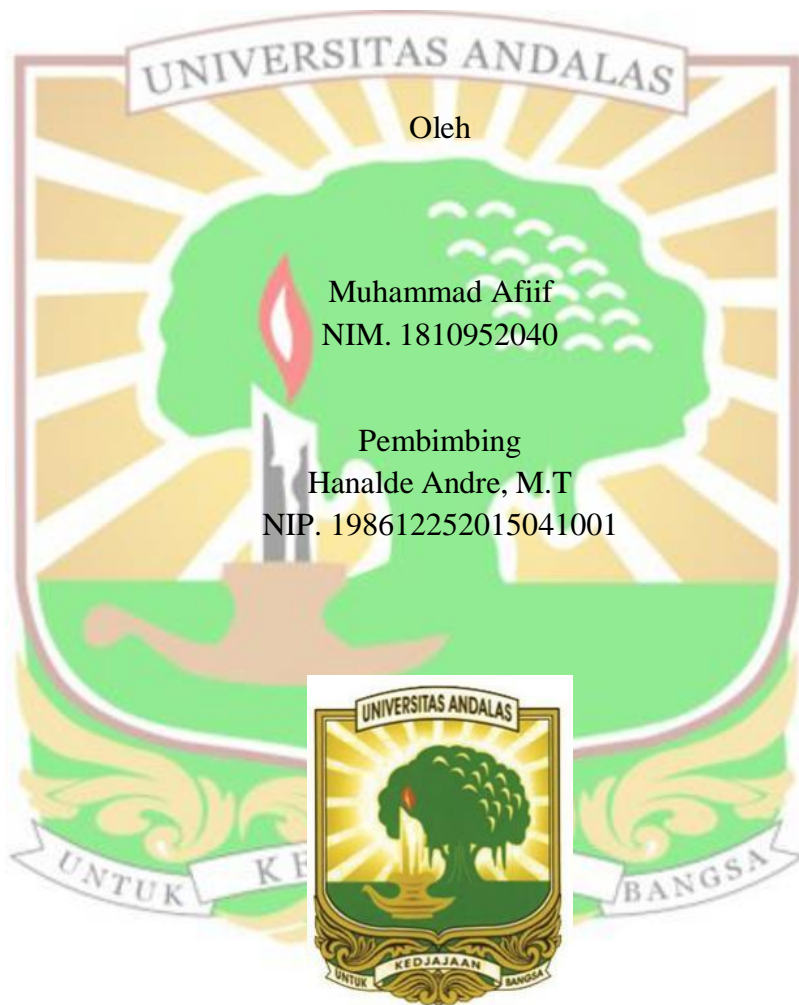 UNIVERSITAS ANDALAS
Oleh
Muhammad Afiif
NIM. 1810952040
Pembimbing
Hanalde Andre, M.T
NIP. 198612252015041001
UNIVERSITAS ANDALAS
UNTUK KE BANGSA
KEDJAJAAN
UNTUK BANGSA